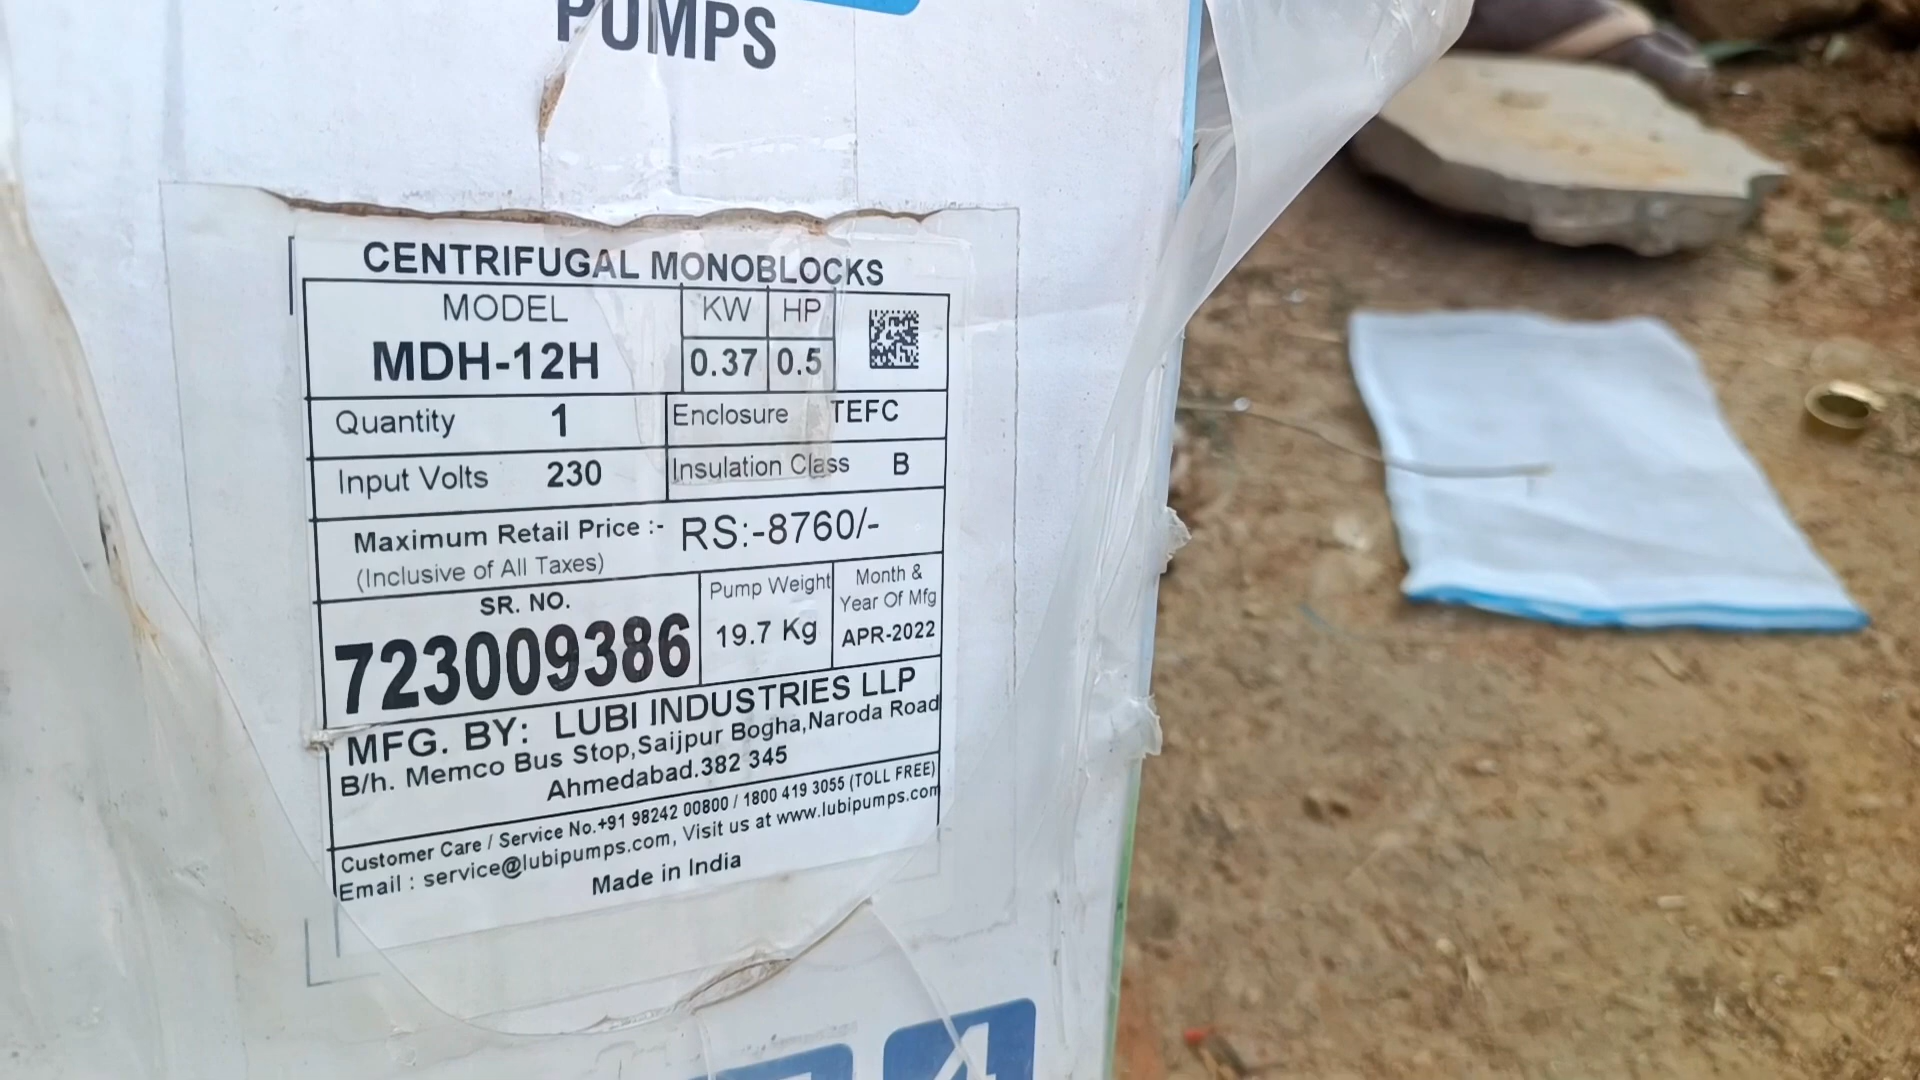 PUMPS
CENTRIFUGAL MONOBLOCKS
MODEL KW HP
MDH-12H 0.37 0.5
Quantity 1 Enclosure TEFC
Input Volts 230 Insulation Class B
Maximum Retail Price :- RS:-8760/-
(Inclusive of All Taxes)
SR. NO. Pump Weight Month &
Year Of Mfg
723009386 19.7 Kg APR-2022
MFG. BY: LUBI INDUSTRIES LLP
B/h. Memco Bus Stop,Saijpur Bogha,Naroda Road
Ahmedabad.382 345
Customer Care / Service No.+91 98242 00800 / 1800 419 3055 (TOLL FREE)
Email : service@lubipumps.com, Visit us at www.lubipumps.com
Made in India